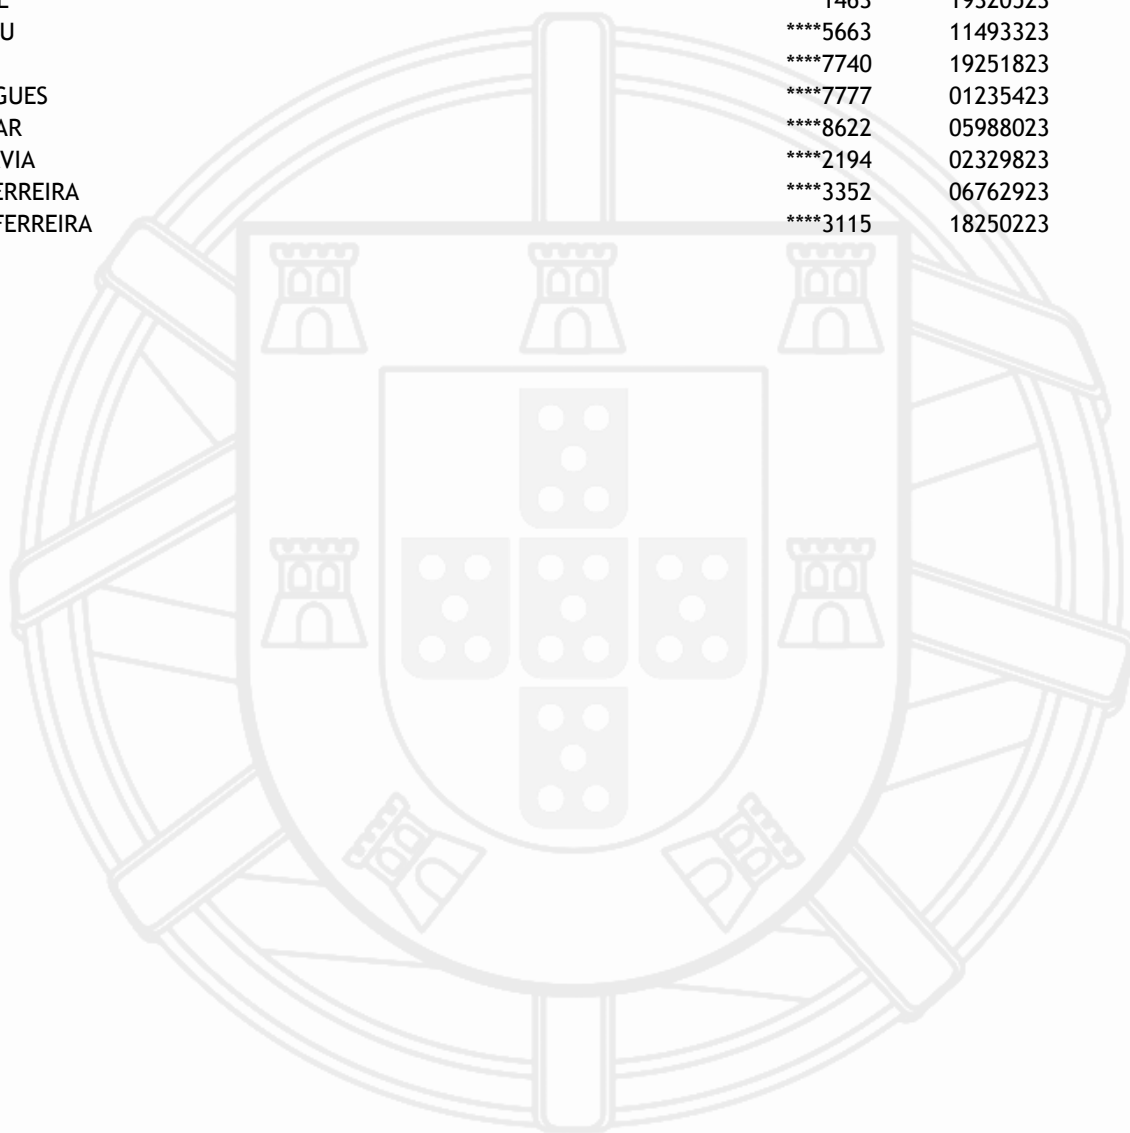 ****5663 11493323
****7740 19251823
GUES ****7777 01235423
AR ****8622 05988023
VIA ****2194 02329823
ERREIRA ****3352 06762923
FERREIRA ****3115 18250223